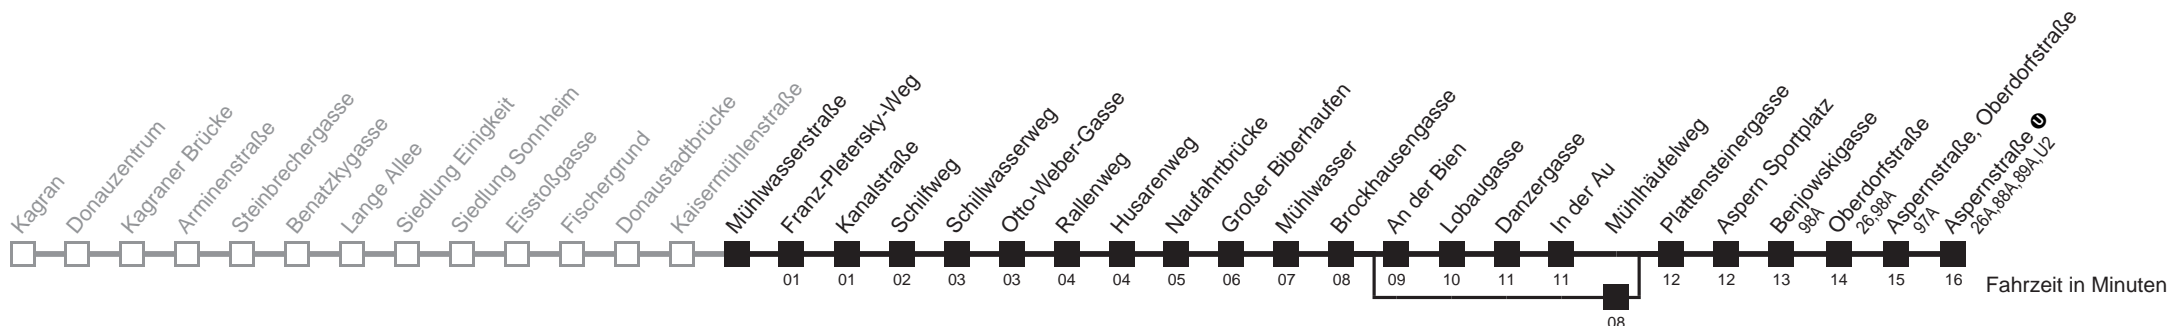 Kagran
Donauzentrum
Kagraner Brücke
Arminenstraße
Steinbrechergasse
Benatzkygasse
Lange Allee
Siedlung Einigkeit
Siedlung Sonnheim
Eisstoßgasse
Fischergrund
Donaustadtbrücke
Kaisermühlenstraße
Mühlwasserstraße
Franz-Pletersky-Weg
Kanalstraße
Schilfweg
Schillwasserweg
Otto-Weber-Gasse
Rallenweg
Husarenweg
Naufahrtbrücke
Großer Biberhaufen
Mühlwasser
Brockhausengasse
An der Bien
Lobaugasse
Danzergasse
In der Au
Mühlhäufelweg
Plattensteinergasse
Aspern Sportplatz
Benjowskigasse
98A
Oberdorfstraße
26,98A
Aspernstraße, Oberdorfstraße
97A
Aspernstraße U
26A,88A,89A,U2
01 01 02 03 03 04 04 05 06 07 08 09 10 11 11 12 12 13 14 15 16 Fahrzeit in Minuten
08